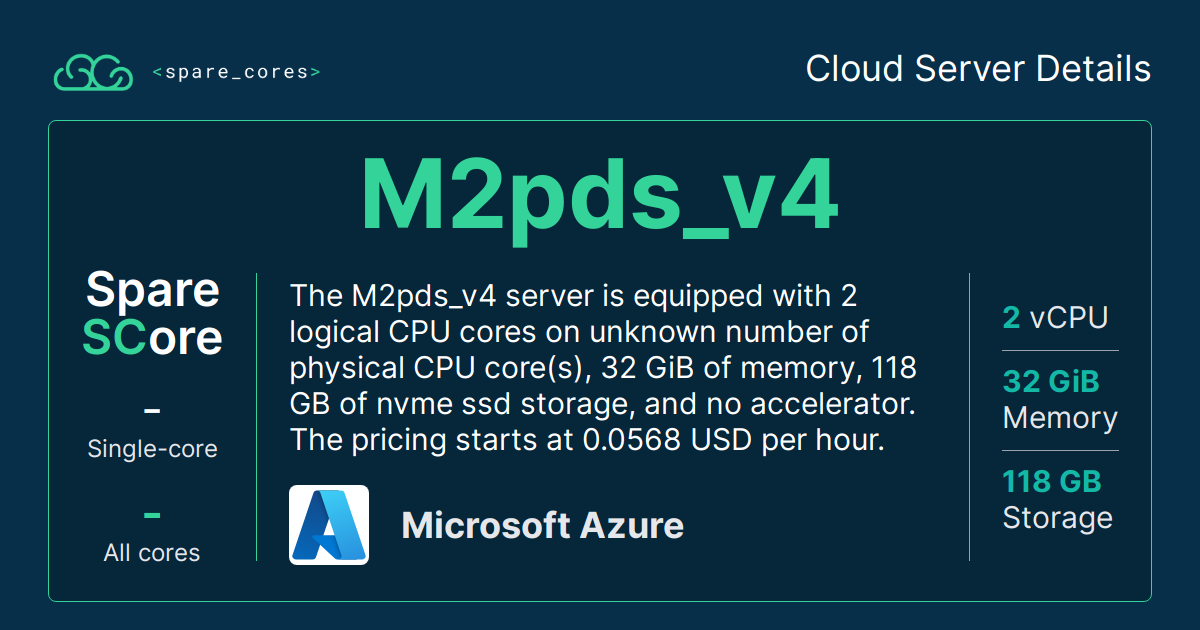 <spare_cores>
Cloud Server Details
M2pds_v4
Spare
SCore
–
Single-core
–
All cores
The M2pds_v4 server is equipped with 2
logical CPU cores on unknown number of
physical CPU core(s), 32 GiB of memory, 118
GB of nvme ssd storage, and no accelerator.
The pricing starts at 0.0568 USD per hour.
Microsoft Azure
2 vCPU
32 GiB
Memory
118 GB
Storage